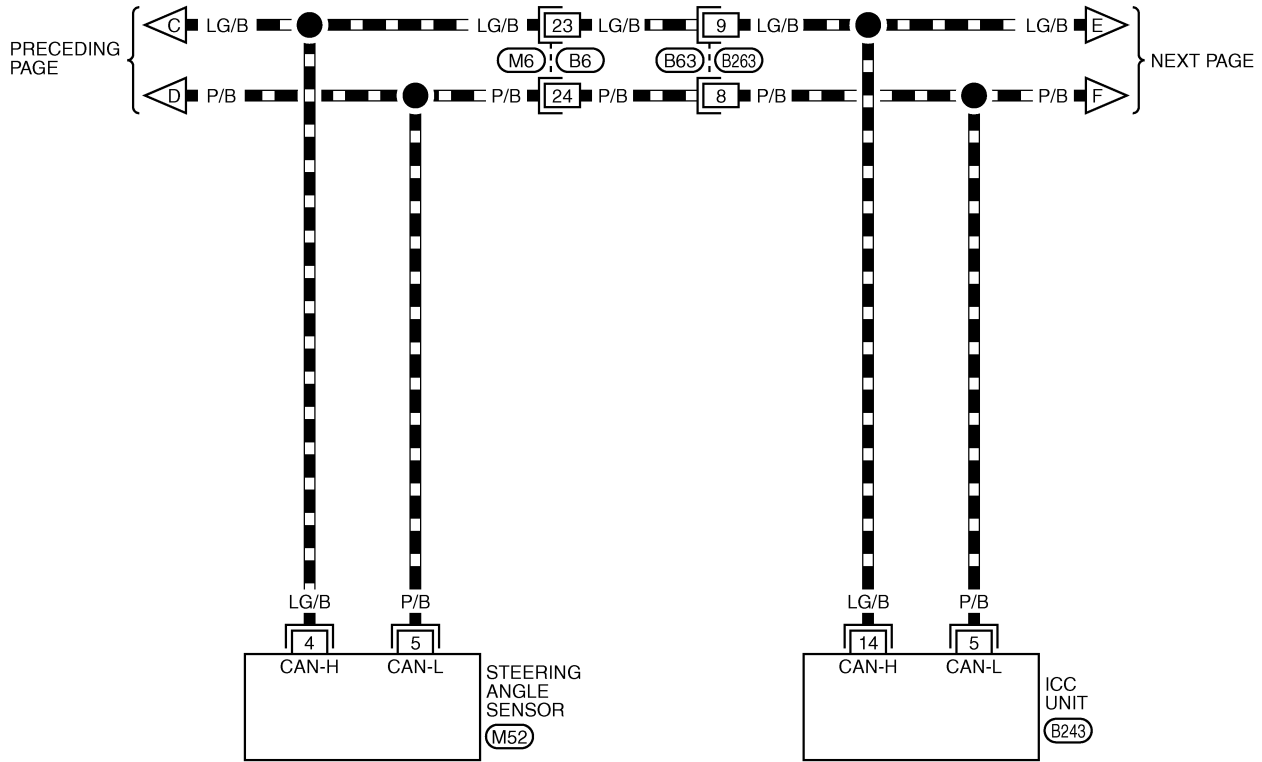 C LG/B LG/B 23 LG/B LG/B 9 LG/B LG/B E
PRECEDING
PAGE
M6 B6 B63 B263
NEXT PAGE
D P/B P/B 24 P/B P/B 8 P/B P/B F
LG/B P/B LG/B P/B
4 5 14 5
CAN-H CAN-L CAN-H CAN-L
STEERING
ANGLE
SENSOR
M52
ICC
UNIT
B243